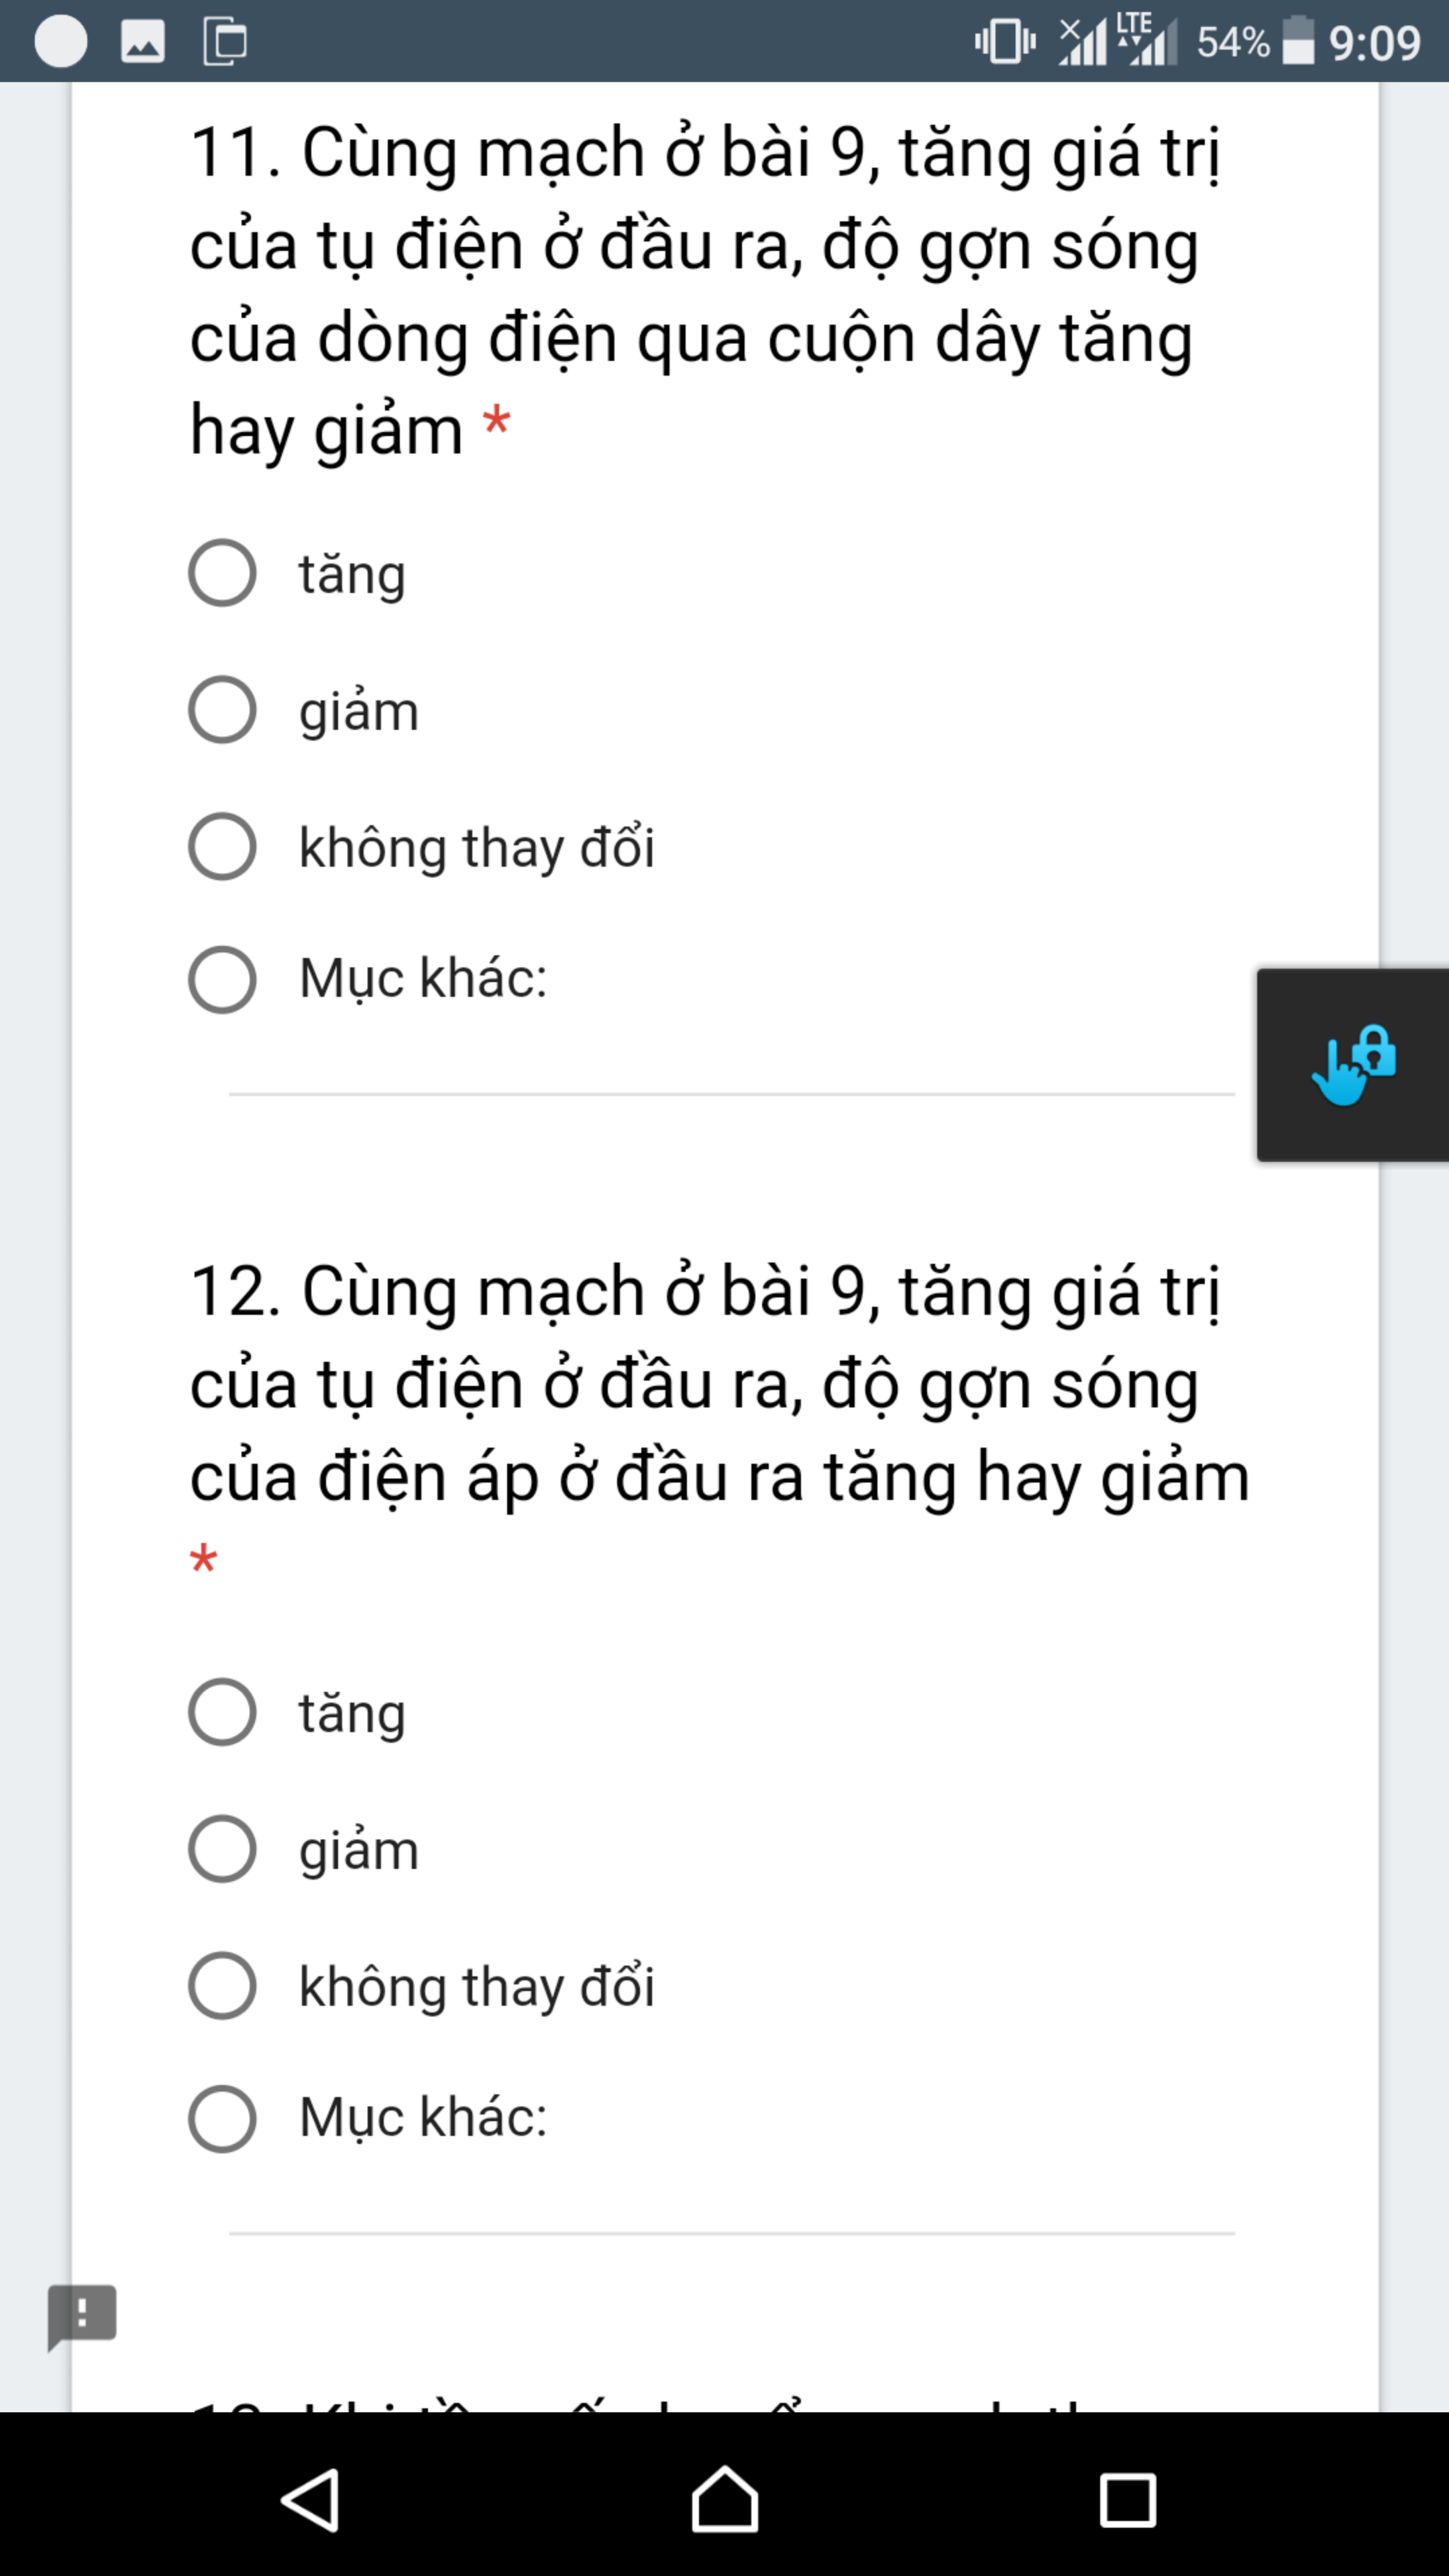 LTE 54% 9:09
11. Cùng mạch ở bài 9, tăng giá trị
của tụ điện ở đầu ra, độ gợn sóng
của dòng điện qua cuộn dây tăng
hay giảm *
tăng
giảm
không thay đổi
Mục khác:
12. Cùng mạch ở bài 9, tăng giá trị
của tụ điện ở đầu ra, độ gợn sóng
của điện áp ở đầu ra tăng hay giảm
*
tăng
giảm
không thay đổi
Mục khác: